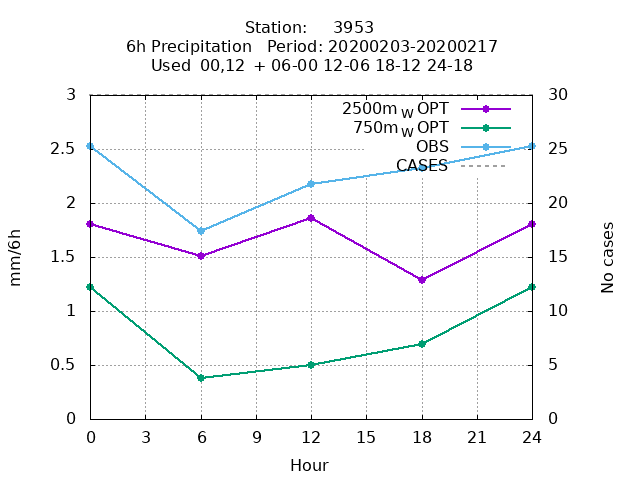 Station: 3953
6h Precipitation Period: 20200203-20200217
Used 00,12 + 06-00 12-06 18-12 24-18
3
2.5
2
1.5
1
0.5
0
mm/6h
30
25
20
15
10
5
0
No cases
2500m W OPT
750m W OPT
OBS
CASES
0 3 6 9 12 15 18 21 24
Hour